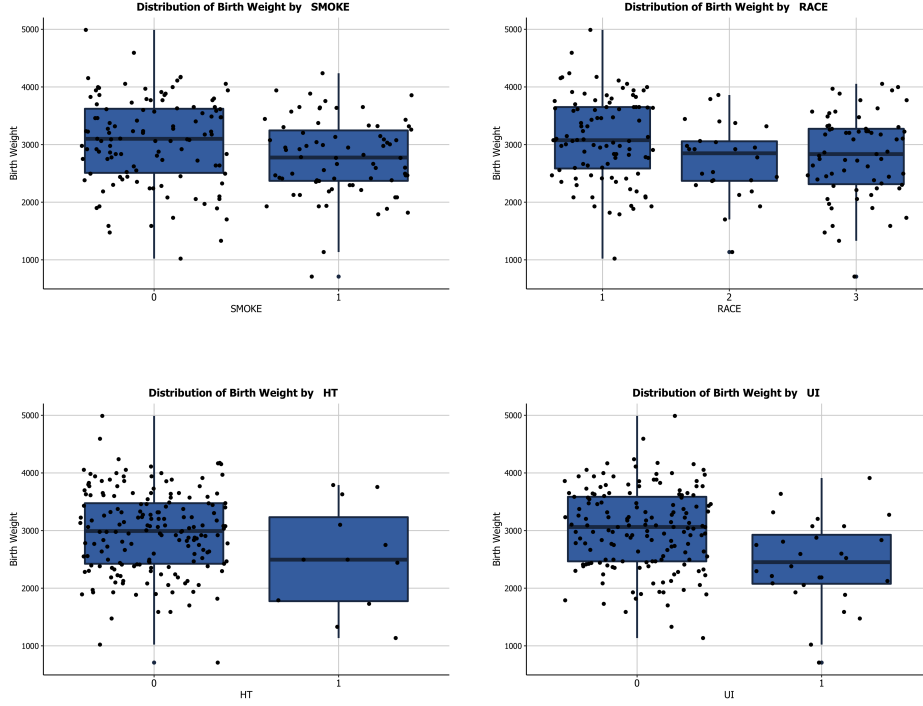 Distribution of Birth Weight by SMOKE
5000
4000
3000
2000
1000
Birth Weight
0 1
SMOKE
Distribution of Birth Weight by RACE
5000
4000
3000
2000
1000
Birth Weight
1 2 3
RACE
Distribution of Birth Weight by HT
5000
4000
3000
2000
1000
Birth Weight
0 1
HT
Distribution of Birth Weight by UI
5000
4000
3000
2000
1000
Birth Weight
0 1
UI